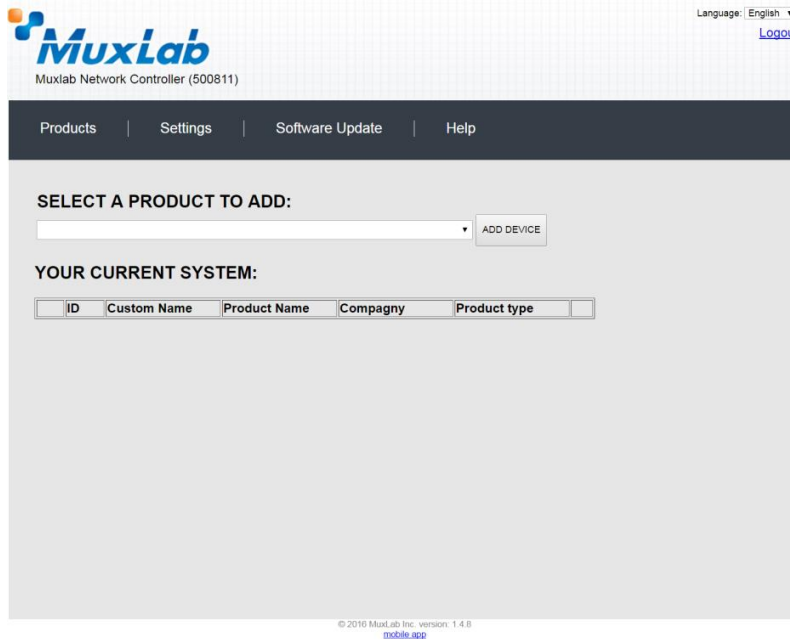 Language: English
Logou
MuxLab
Muxlab Network Controller (500811)
Products | Settings | Software Update | Help
SELECT A PRODUCT TO ADD:
ADD DEVICE
YOUR CURRENT SYSTEM:
ID Custom Name Product Name Compagny Product type
© 2016 MuxLab Inc. version: 1.4.8
mobile app